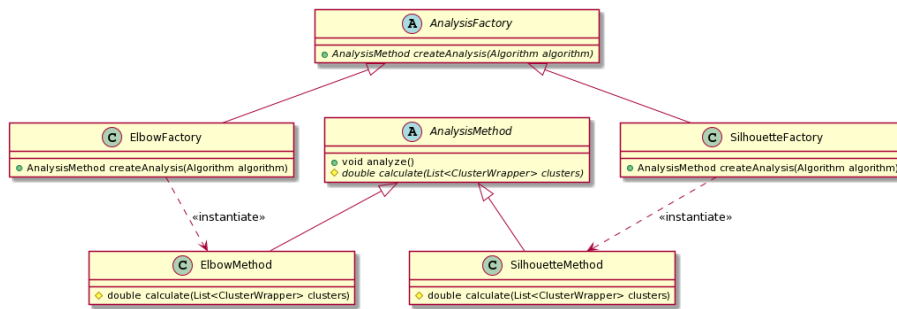 A AnalysisFactory
AnalysisMethod createAnalysis(Algorithm algorithm)
C ElbowFactory
AnalysisMethod createAnalysis(Algorithm algorithm)
A AnalysisMethod
void analyze()
double calculate(List<ClusterWrapper> clusters)
C SilhouetteFactory
AnalysisMethod createAnalysis(Algorithm algorithm)
«instantiate»
«instantiate»
C ElbowMethod
double calculate(List<ClusterWrapper> clusters)
C SilhouetteMethod
double calculate(List<ClusterWrapper> clusters)